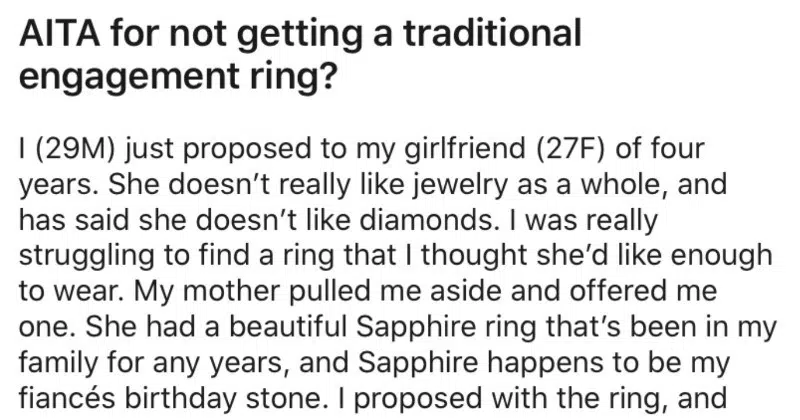 AITA for not getting a traditional
engagement ring?
I (29M) just proposed to my girlfriend (27F) of four
years. She doesn’t really like jewelry as a whole, and
has said she doesn’t like diamonds. I was really
struggling to find a ring that I thought she’d like enough
to wear. My mother pulled me aside and offered me
one. She had a beautiful Sapphire ring that’s been in my
family for any years, and Sapphire happens to be my
fiancés birthday stone. I proposed with the ring, and